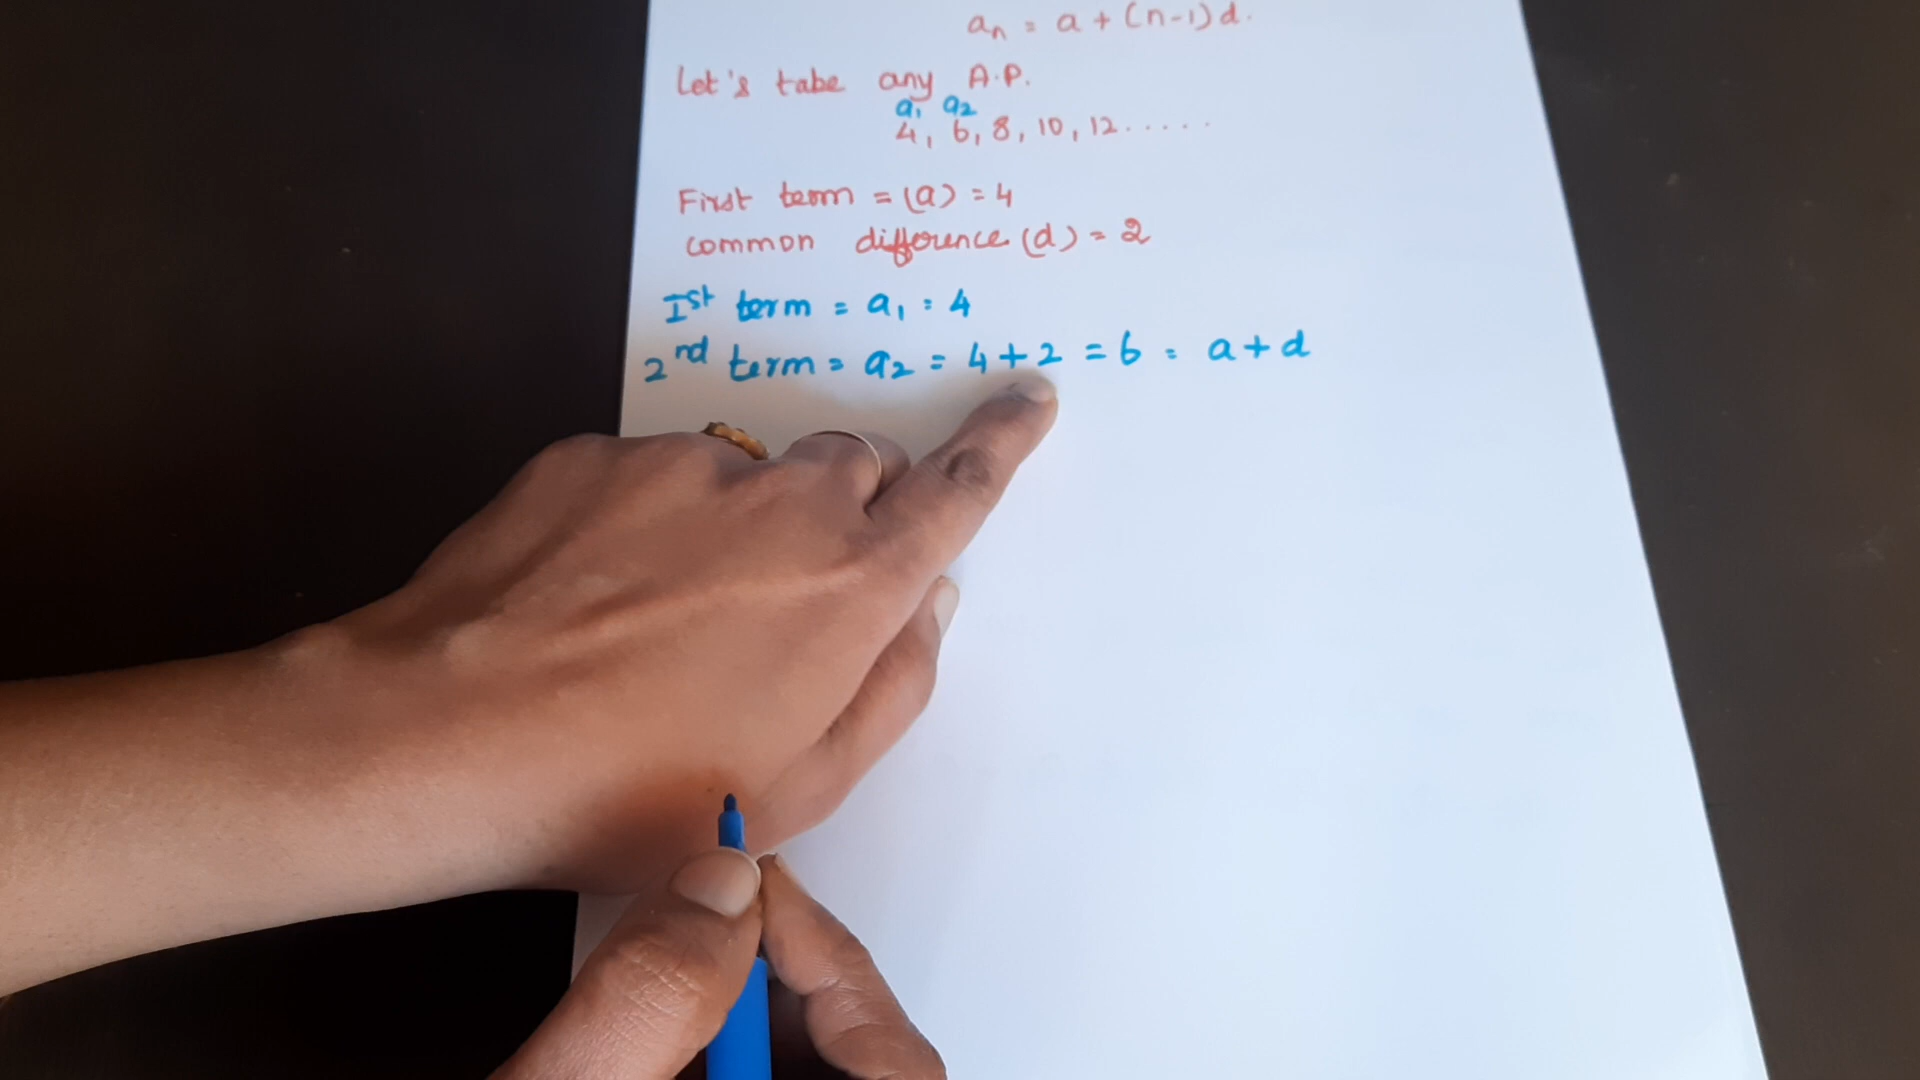 an = a + (n-1)d.
Let's take any A.P.
a1 a2
4, 6, 8, 10, 12.....
First term = (a) = 4
common difference (d) = 2
Ist term = a1 = 4
2nd term = a2 = 4+2 = 6 = a+d